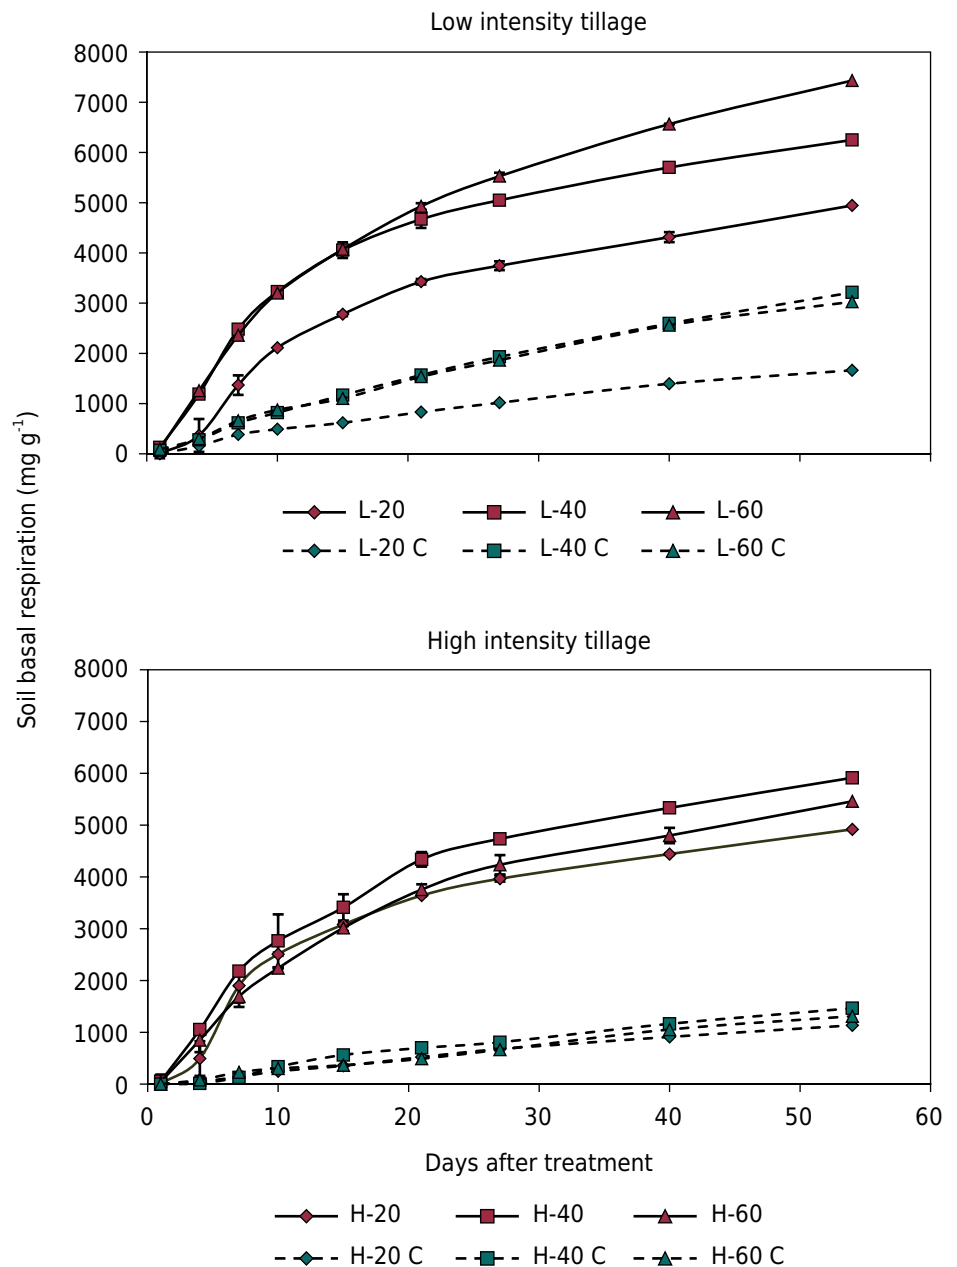 Low intensity tillage
8000
7000
6000
5000
4000
3000
2000
1000
0
L-20 L-40 L-60
L-20 C L-40 C L-60 C
Soil basal respiration (mg g-1)
High intensity tillage
8000
7000
6000
5000
4000
3000
2000
1000
0
0 10 20 30 40 50 60
Days after treatment
H-20 H-40 H-60
H-20 C H-40 C H-60 C